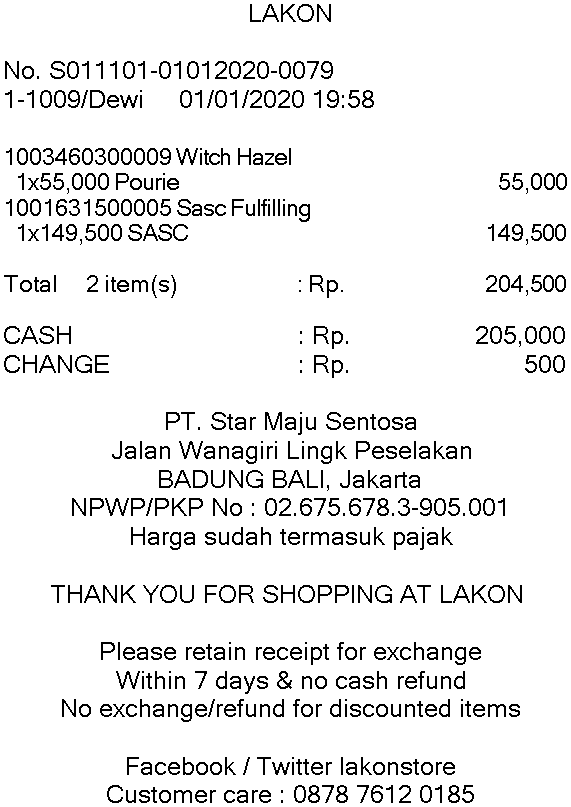 LAKON
No. S011101-01012020-0079
1-1009/Dewi 01/01/2020 19:58
1003460300009 Witch Hazel
1x55,000 Pourie 55,000
1001631500005 Sasc Fulfilling
1x149,500 SASC 149,500
Total 2 item(s) : Rp. 204,500
CASH : Rp. 205,000
CHANGE : Rp. 500
PT. Star Maju Sentosa
Jalan Wanagiri Lingk Peselakan
BADUNG BALI, Jakarta
NPWP/PKP No : 02.675.678.3-905.001
Harga sudah termasuk pajak
THANK YOU FOR SHOPPING AT LAKON
Please retain receipt for exchange
Within 7 days & no cash refund
No exchange/refund for discounted items
Facebook / Twitter lakonstore
Customer care : 0878 7612 0185